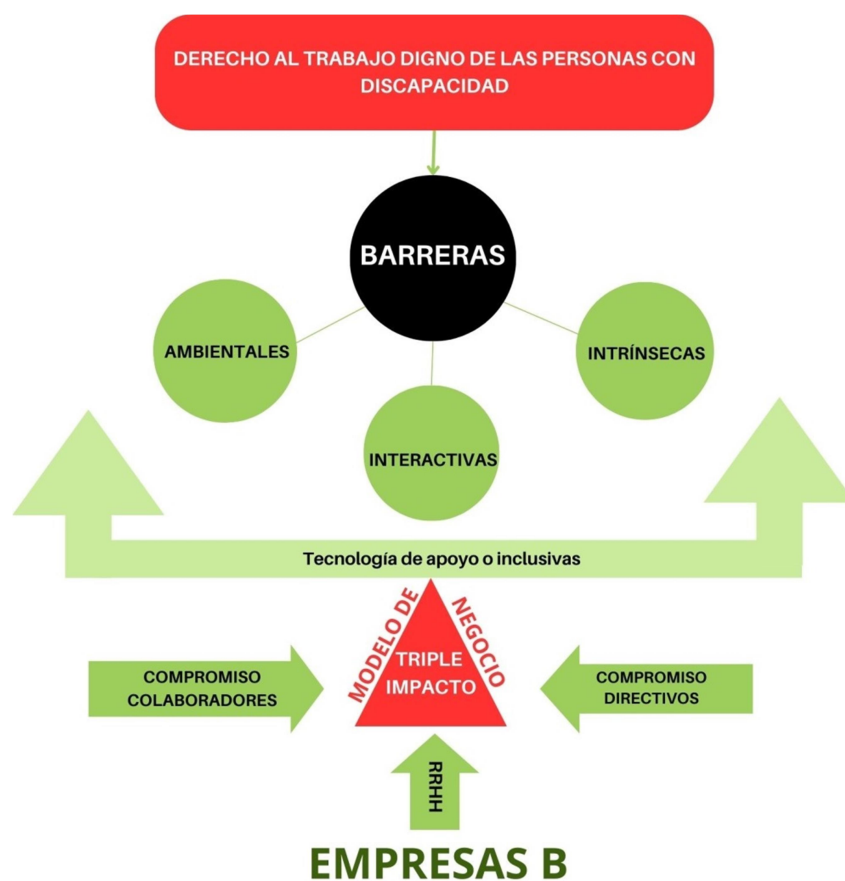 DERECHO AL TRABAJO DIGNO DE LAS PERSONAS CON
DISCAPACIDAD
BARRERAS
AMBIENTALES
INTRÍNSECAS
INTERACTIVAS
Tecnología de apoyo o inclusivas
MODELO DE
NEGOCIO
TRIPLE
IMPACTO
COMPROMISO
COLABORADORES
COMPROMISO
DIRECTIVOS
RRHH
EMPRESAS B